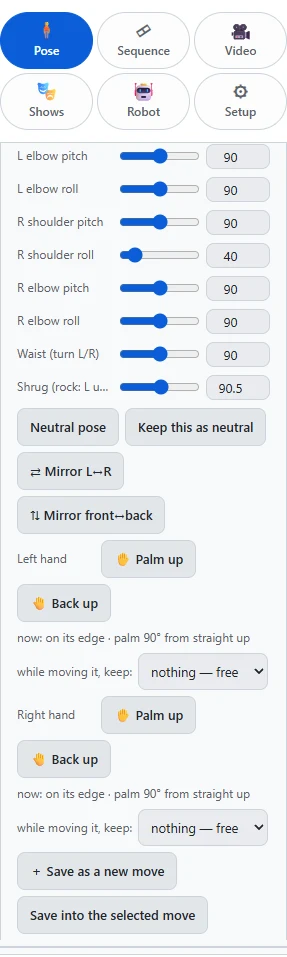 Pose
Sequence
Video
Shows
Robot
Setup
L elbow pitch 90
L elbow roll 90
R shoulder pitch 90
R shoulder roll 40
R elbow pitch 90
R elbow roll 90
Waist (turn L/R) 90
Shrug (rock: L u... 90.5
Neutral pose
Keep this as neutral
⇄ Mirror L↔R
⇅ Mirror front↔back
Left hand
Palm up
Back up
now: on its edge · palm 90° from straight up
while moving it, keep: nothing — free
Right hand
Palm up
Back up
now: on its edge · palm 90° from straight up
while moving it, keep: nothing — free
+ Save as a new move
Save into the selected move